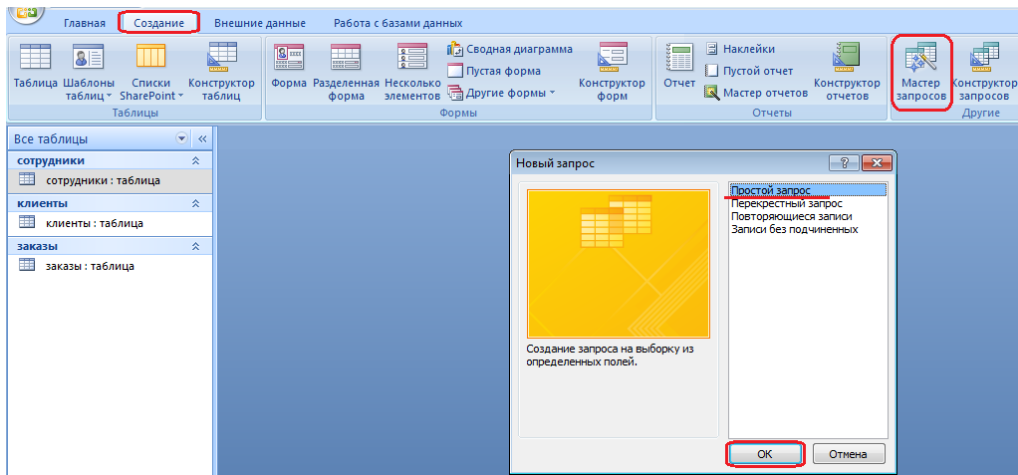 Главная Создание Внешние данные Работа с базами данных
Таблица Шаблоны таблиц Списки SharePoint Конструктор таблиц
Таблицы
Форма Разделенная форма Несколько элементов Сводная диаграмма
Пустая форма
Другие формы
Конструктор форм
Формы
Отчет Наклейки
Пустой отчет
Мастер отчетов
Конструктор отчетов
Отчеты
Мастер запросов Конструктор запросов
Другие
Все таблицы
сотрудники
сотрудники : таблица
клиенты
клиенты : таблица
заказы
заказы : таблица
Новый запрос
Простой запрос
Перекрестный запрос
Повторяющиеся записи
Записи без подчиненных
Создание запроса на выборку из
определенных полей.
ОК Отмена